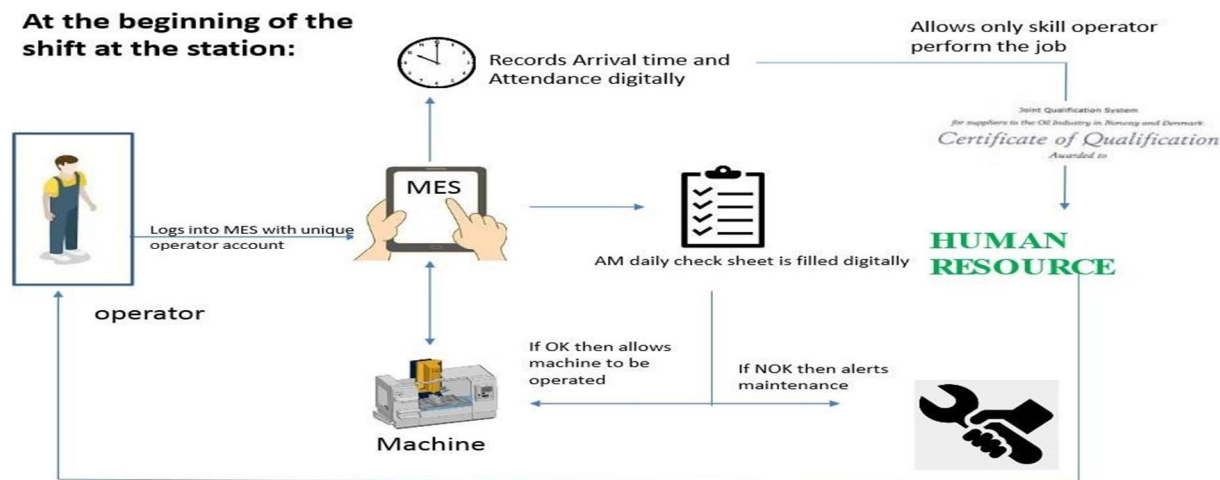 At the beginning of the
shift at the station:
Records Arrival time and
Attendance digitally
Allows only skill operator
perform the job
Joint Qualification System
for suppliers to the Oil Industry in Norway and Denmark
Certificate of Qualification
Awarded to
MES
Logs into MES with unique
operator account
AM daily check sheet is filled digitally
HUMAN
RESOURCE
operator
If OK then allows
machine to be
operated
If NOK then alerts
maintenance
Machine